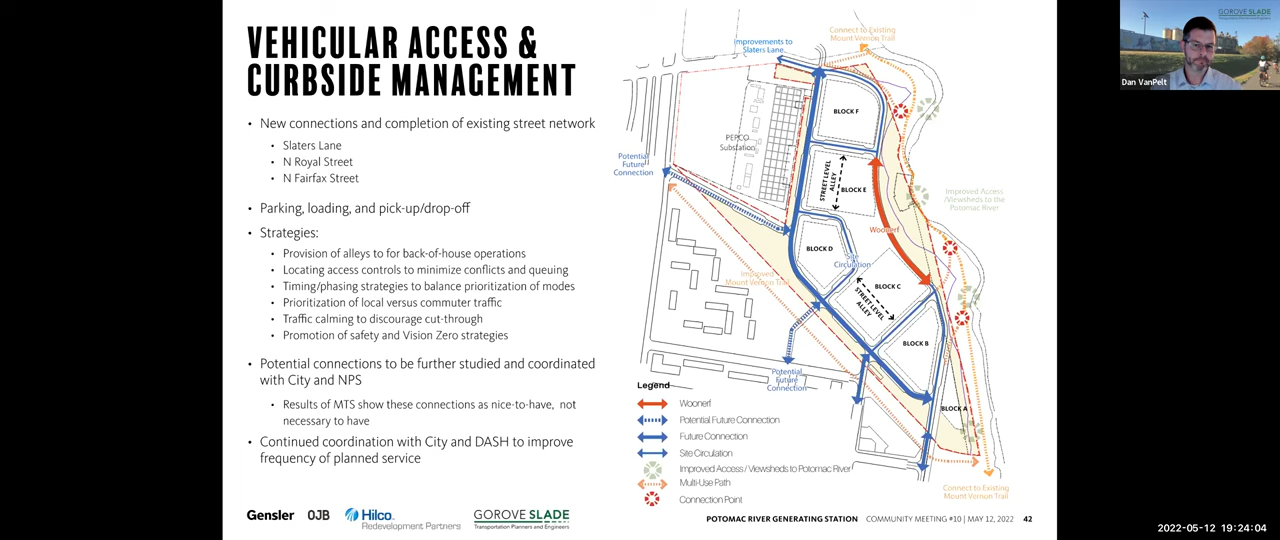 VEHICULAR ACCESS &
CURBSIDE MANAGEMENT
• New connections and completion of existing street network
• Slaters Lane
• N Royal Street
• N Fairfax Street
• Parking, loading, and pick-up/drop-off
• Strategies:
• Provision of alleys to for back-of-house operations
• Locating access controls to minimize conflicts and queuing
• Timing/phasing strategies to balance prioritization of modes
• Prioritization of local versus commuter traffic
• Traffic calming to discourage cut-through
• Promotion of safety and Vision Zero strategies
• Potential connections to be further studied and coordinated
with City and NPS
• Results of MTS show these connections as nice-to-have, not
necessary to have
• Continued coordination with City and DASH to improve
frequency of planned service
Improvements to
Slaters Lane
Connect to Existing
Mount Vernon Trail
PEPCO
Substation
Potential
Future
Connection
BLOCK F
STREET LEVEL
ALLEY
BLOCK E
Improved Access
/Viewsheds to the
Potomac River
Woonerf
BLOCK D
Site
Circulation
Improved
Mount Vernon Trail
BLOCK C
STREET LEVEL
ALLEY
BLOCK B
Potential
Future
Connection
BLOCK A
Connect to Existing
Mount Vernon Trail
Legend
Woonerf
Potential Future Connection
Future Connection
Site Circulation
Improved Access / Viewsheds to Potomac River
Multi-Use Path
Connection Point
Gensler
OJB
Hilco
Redevelopment Partners
GOROVE SLADE
Transportation Planners and Engineers
POTOMAC RIVER GENERATING STATION COMMUNITY MEETING #10 | MAY 12, 2022 42
GOROVE SLADE
Dan VanPelt
2022-05-12 19:24:04